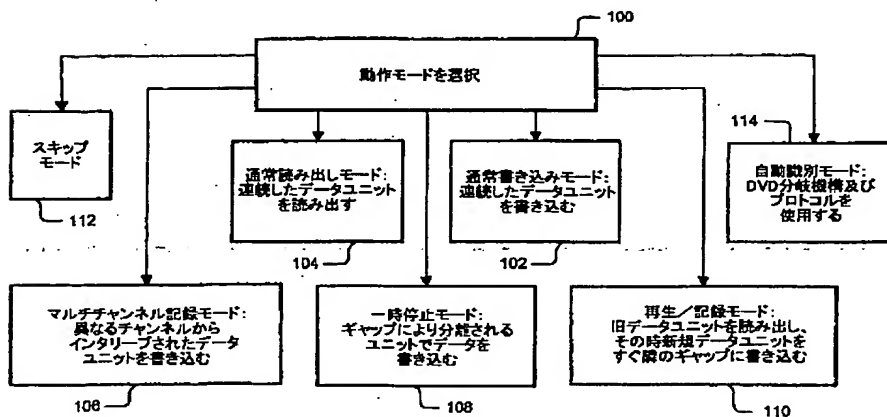 100
動作モードを選択
スキップ
モード
112
通常読み出しモード:
連続したデータユニット
を読み出す
104
通常書き込みモード:
連続したデータユニット
を書き込む
102
114
自動識別モード:
DVD分岐機構及び
プロトコルを
使用する
マルチチャンネル記録モード:
異なるチャンネルから
インタリーブされたデータ
ユニットを書き込む
106
一時停止モード:
ギャップにより分離される
ユニットでデータを
書き込む
108
再生/記録モード:
旧データユニットを読み出し、
その時新規データユニットを
すぐ隣のギャップに書き込む
110